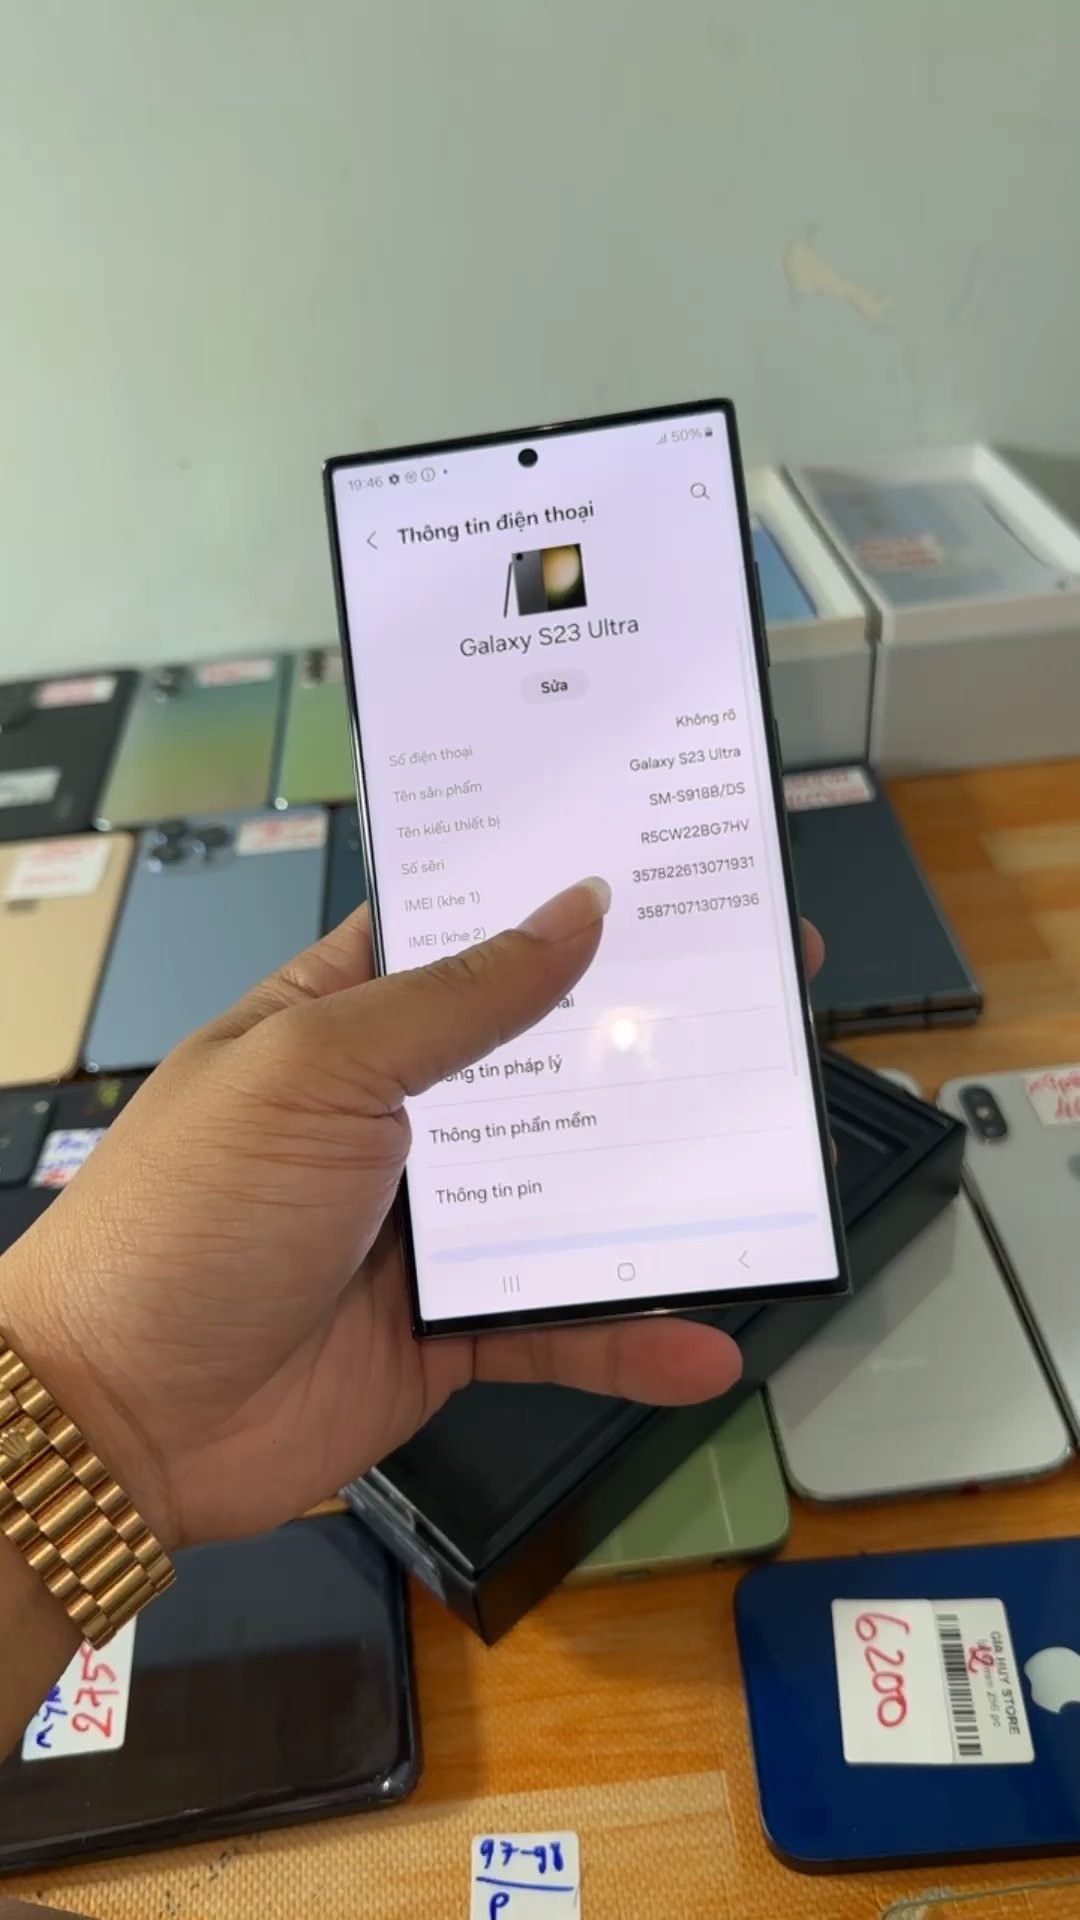 19:46
50%
Thông tin điện thoại
Galaxy S23 Ultra
Sửa
Số điện thoại
Không rõ
Tên sản phẩm
Galaxy S23 Ultra
Tên kiểu thiết bị
SM-S918B/DS
Số sêri
R5CW22BG7HV
IMEI (khe 1)
357822613071931
IMEI (khe 2)
358710713071936
Thông tin pháp lý
Thông tin phần mềm
Thông tin pin
275
6200
GIA HUY STORE
97-98
P